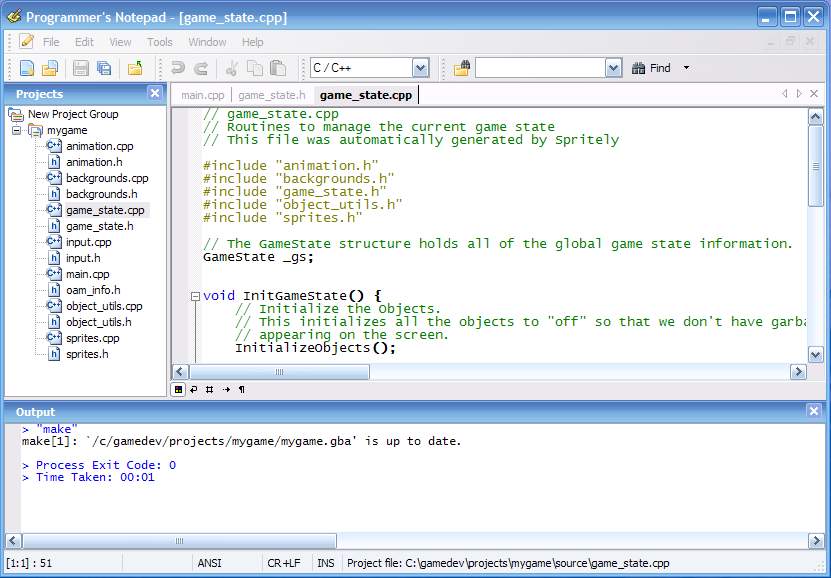 Programmer's Notepad - [game_state.cpp]
File Edit View Tools Window Help
C / C++
Find
Projects
main.cpp game_state.h game_state.cpp
New Project Group
mygame
animation.cpp
animation.h
backgrounds.cpp
backgrounds.h
game_state.cpp
game_state.h
input.cpp
input.h
main.cpp
oam_info.h
object_utils.cpp
object_utils.h
sprites.cpp
sprites.h
// game_state.cpp
// Routines to manage the current game state
// This file was automatically generated by Spritely
#include "animation.h"
#include "backgrounds.h"
#include "game_state.h"
#include "object_utils.h"
#include "sprites.h"
// The GameState structure holds all of the global game state information.
GameState _gs;
void InitGameState() {
// Initialize the Objects.
// This initializes all the objects to "off" so that we don't have garba
// appearing on the screen.
InitializeObjects();
Output
> "make"
make[1]: `/c/gamedev/projects/mygame/mygame.gba' is up to date.
> Process Exit Code: 0
> Time Taken: 00:01
[1:1] : 51 ANSI CR+LF INS Project file: C:\gamedev\projects\mygame\source\game_state.cpp